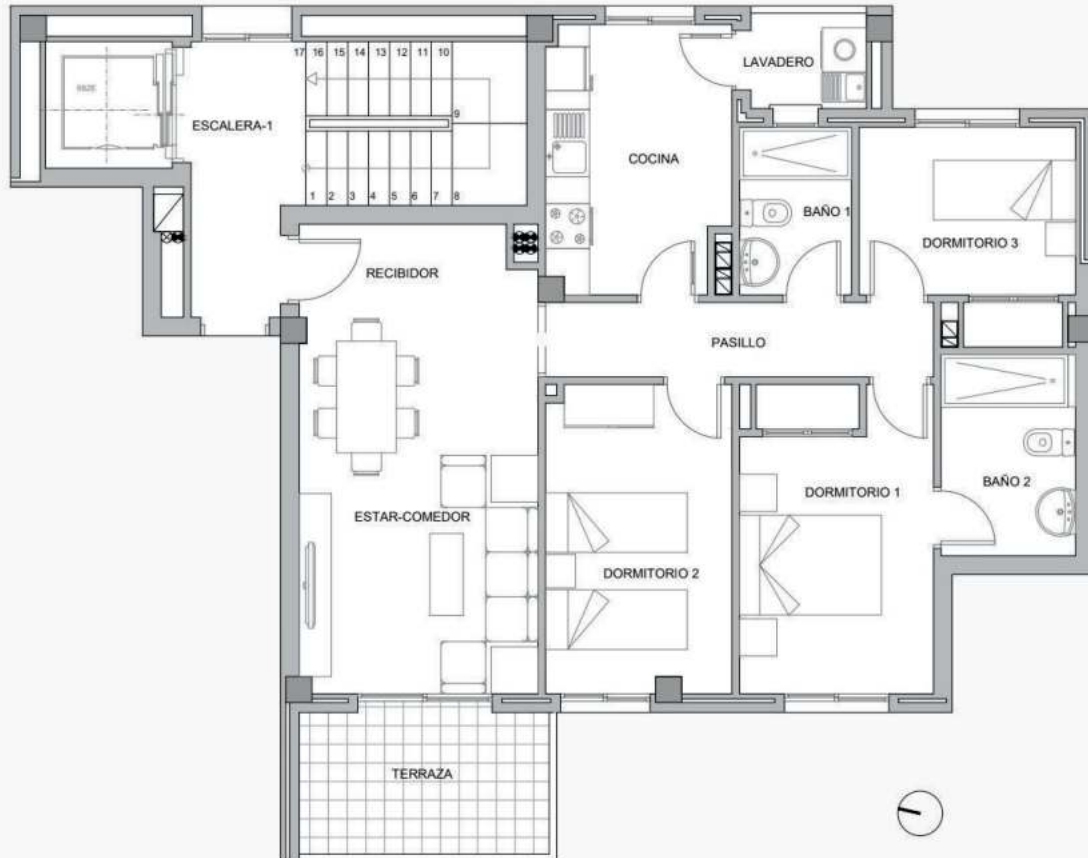 17 16 15 14 13 12 11 10
LAVADERO
ESCALERA-1
9
COCINA
1 2 3 4 5 6 7 8
BAÑO 1
DORMITORIO 3
RECIBIDOR
PASILLO
ESTAR-COMEDOR
DORMITORIO 1
BAÑO 2
DORMITORIO 2
TERRAZA